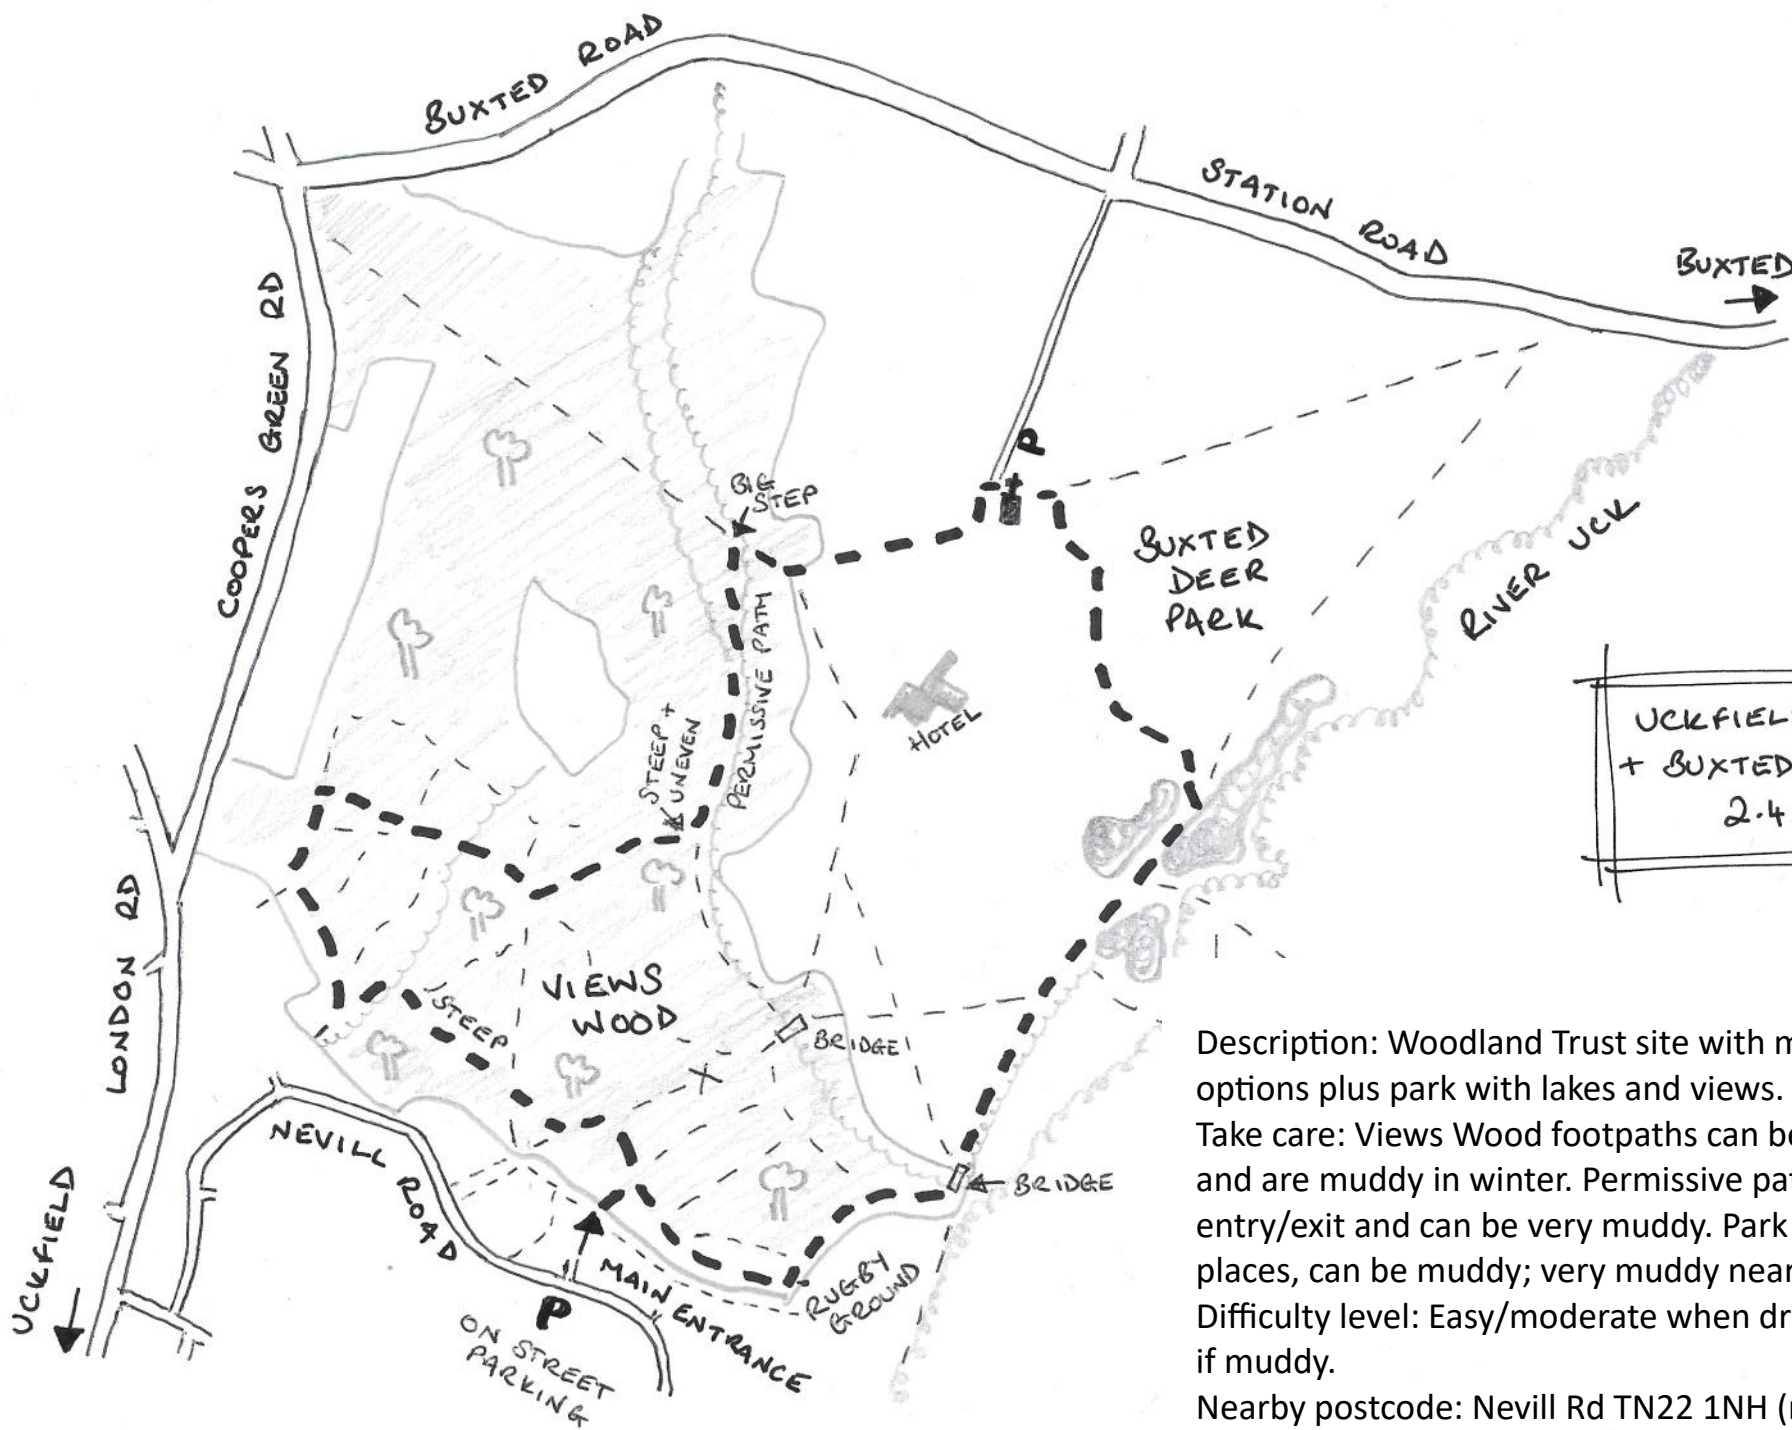 BUXTED ROAD
STATION ROAD
BUXTED
COOPERS GREEN RD
P
BIG
STEP
BUXTED
DEER
PARK
RIVER UCK
PERMISSIVE PATH
HOTEL
STEEP +
UNEVEN
UCKFIEL
+ BUXTED
2.4
LONDON RD
VIEWS
WOOD
STEEP
BRIDGE
X
BRIDGE
NEVILL ROAD
UCKFIELD
MAIN ENTRANCE
RUGBY
GROUND
P
ON STREET
PARKING
Description: Woodland Trust site with m
options plus park with lakes and views.
Take care: Views Wood footpaths can be
and are muddy in winter. Permissive pat
entry/exit and can be very muddy. Park
places, can be muddy; very muddy near
Difficulty level: Easy/moderate when dr
if muddy.
Nearby postcode: Nevill Rd TN22 1NH (